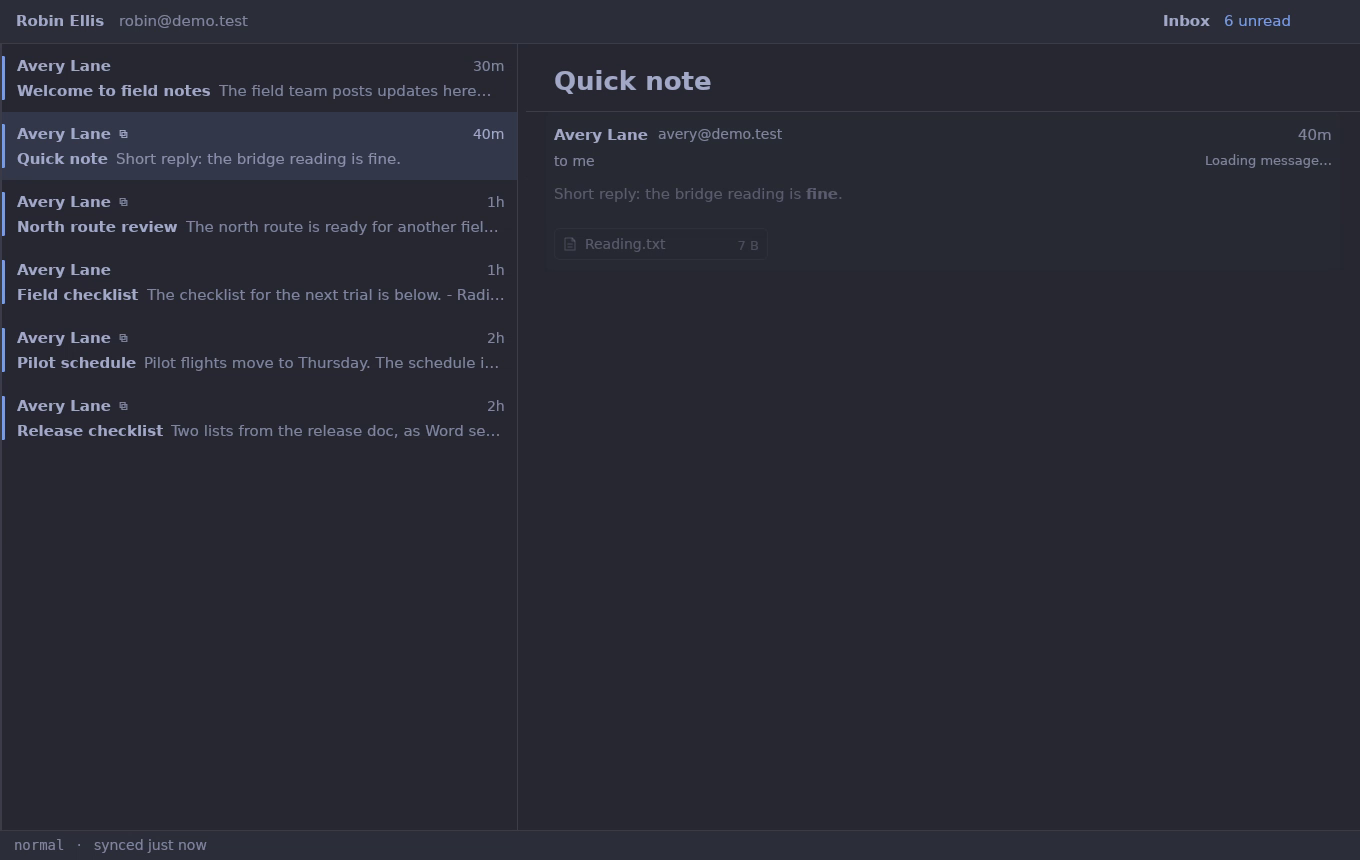 Robin Ellis robin@demo.test Inbox 6 unread
Avery Lane 30m
Welcome to field notes The field team posts updates here…
Avery Lane 40m
Quick note Short reply: the bridge reading is fine.
Avery Lane 1h
North route review The north route is ready for another fiel…
Avery Lane 1h
Field checklist The checklist for the next trial is below. - Radi…
Avery Lane 2h
Pilot schedule Pilot flights move to Thursday. The schedule i…
Avery Lane 2h
Release checklist Two lists from the release doc, as Word se…
Quick note
Avery Lane avery@demo.test 40m
to me Loading message…
Short reply: the bridge reading is fine.
Reading.txt 7 B
normal · synced just now